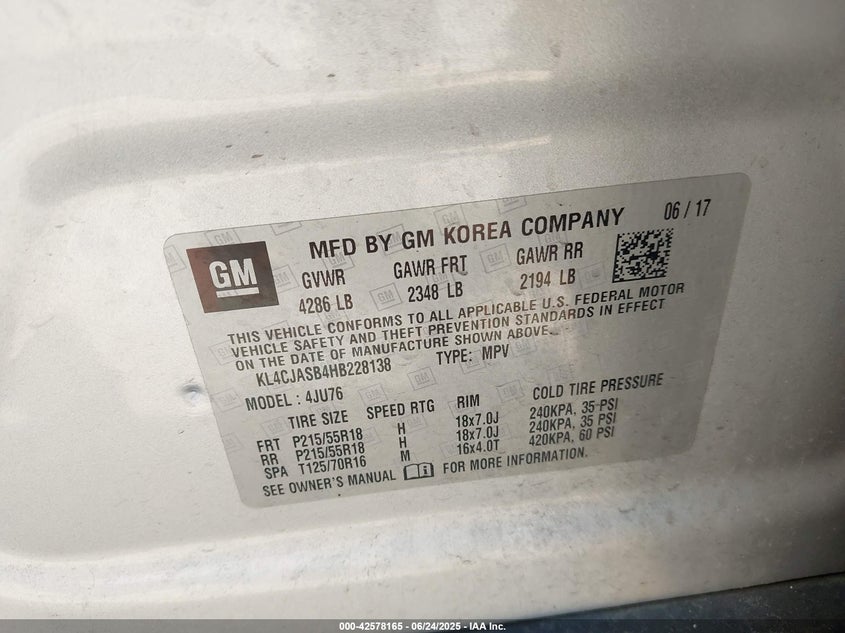 GM
MFD BY GM KOREA COMPANY 06 / 17
GVWR GAWR FRT GAWR RR
4286 LB 2348 LB 2194 LB
THIS VEHICLE CONFORMS TO ALL APPLICABLE U.S. FEDERAL MOTOR
VEHICLE SAFETY AND THEFT PREVENTION STANDARDS IN EFFECT
ON THE DATE OF MANUFACTURE SHOWN ABOVE.
KL4CJASB4HB228138 TYPE: MPV
MODEL : 4JU76
TIRE SIZE SPEED RTG RIM COLD TIRE PRESSURE
FRT P215/55R18 H 18x7.0J 240KPA, 35 PSI
RR P215/55R18 H 18x7.0J 240KPA, 35 PSI
SPA T125/70R16 M 16x4.0T 420KPA, 60 PSI
SEE OWNER'S MANUAL FOR MORE INFORMATION.
000-42578165 - 06/24/2025 - IAA Inc.